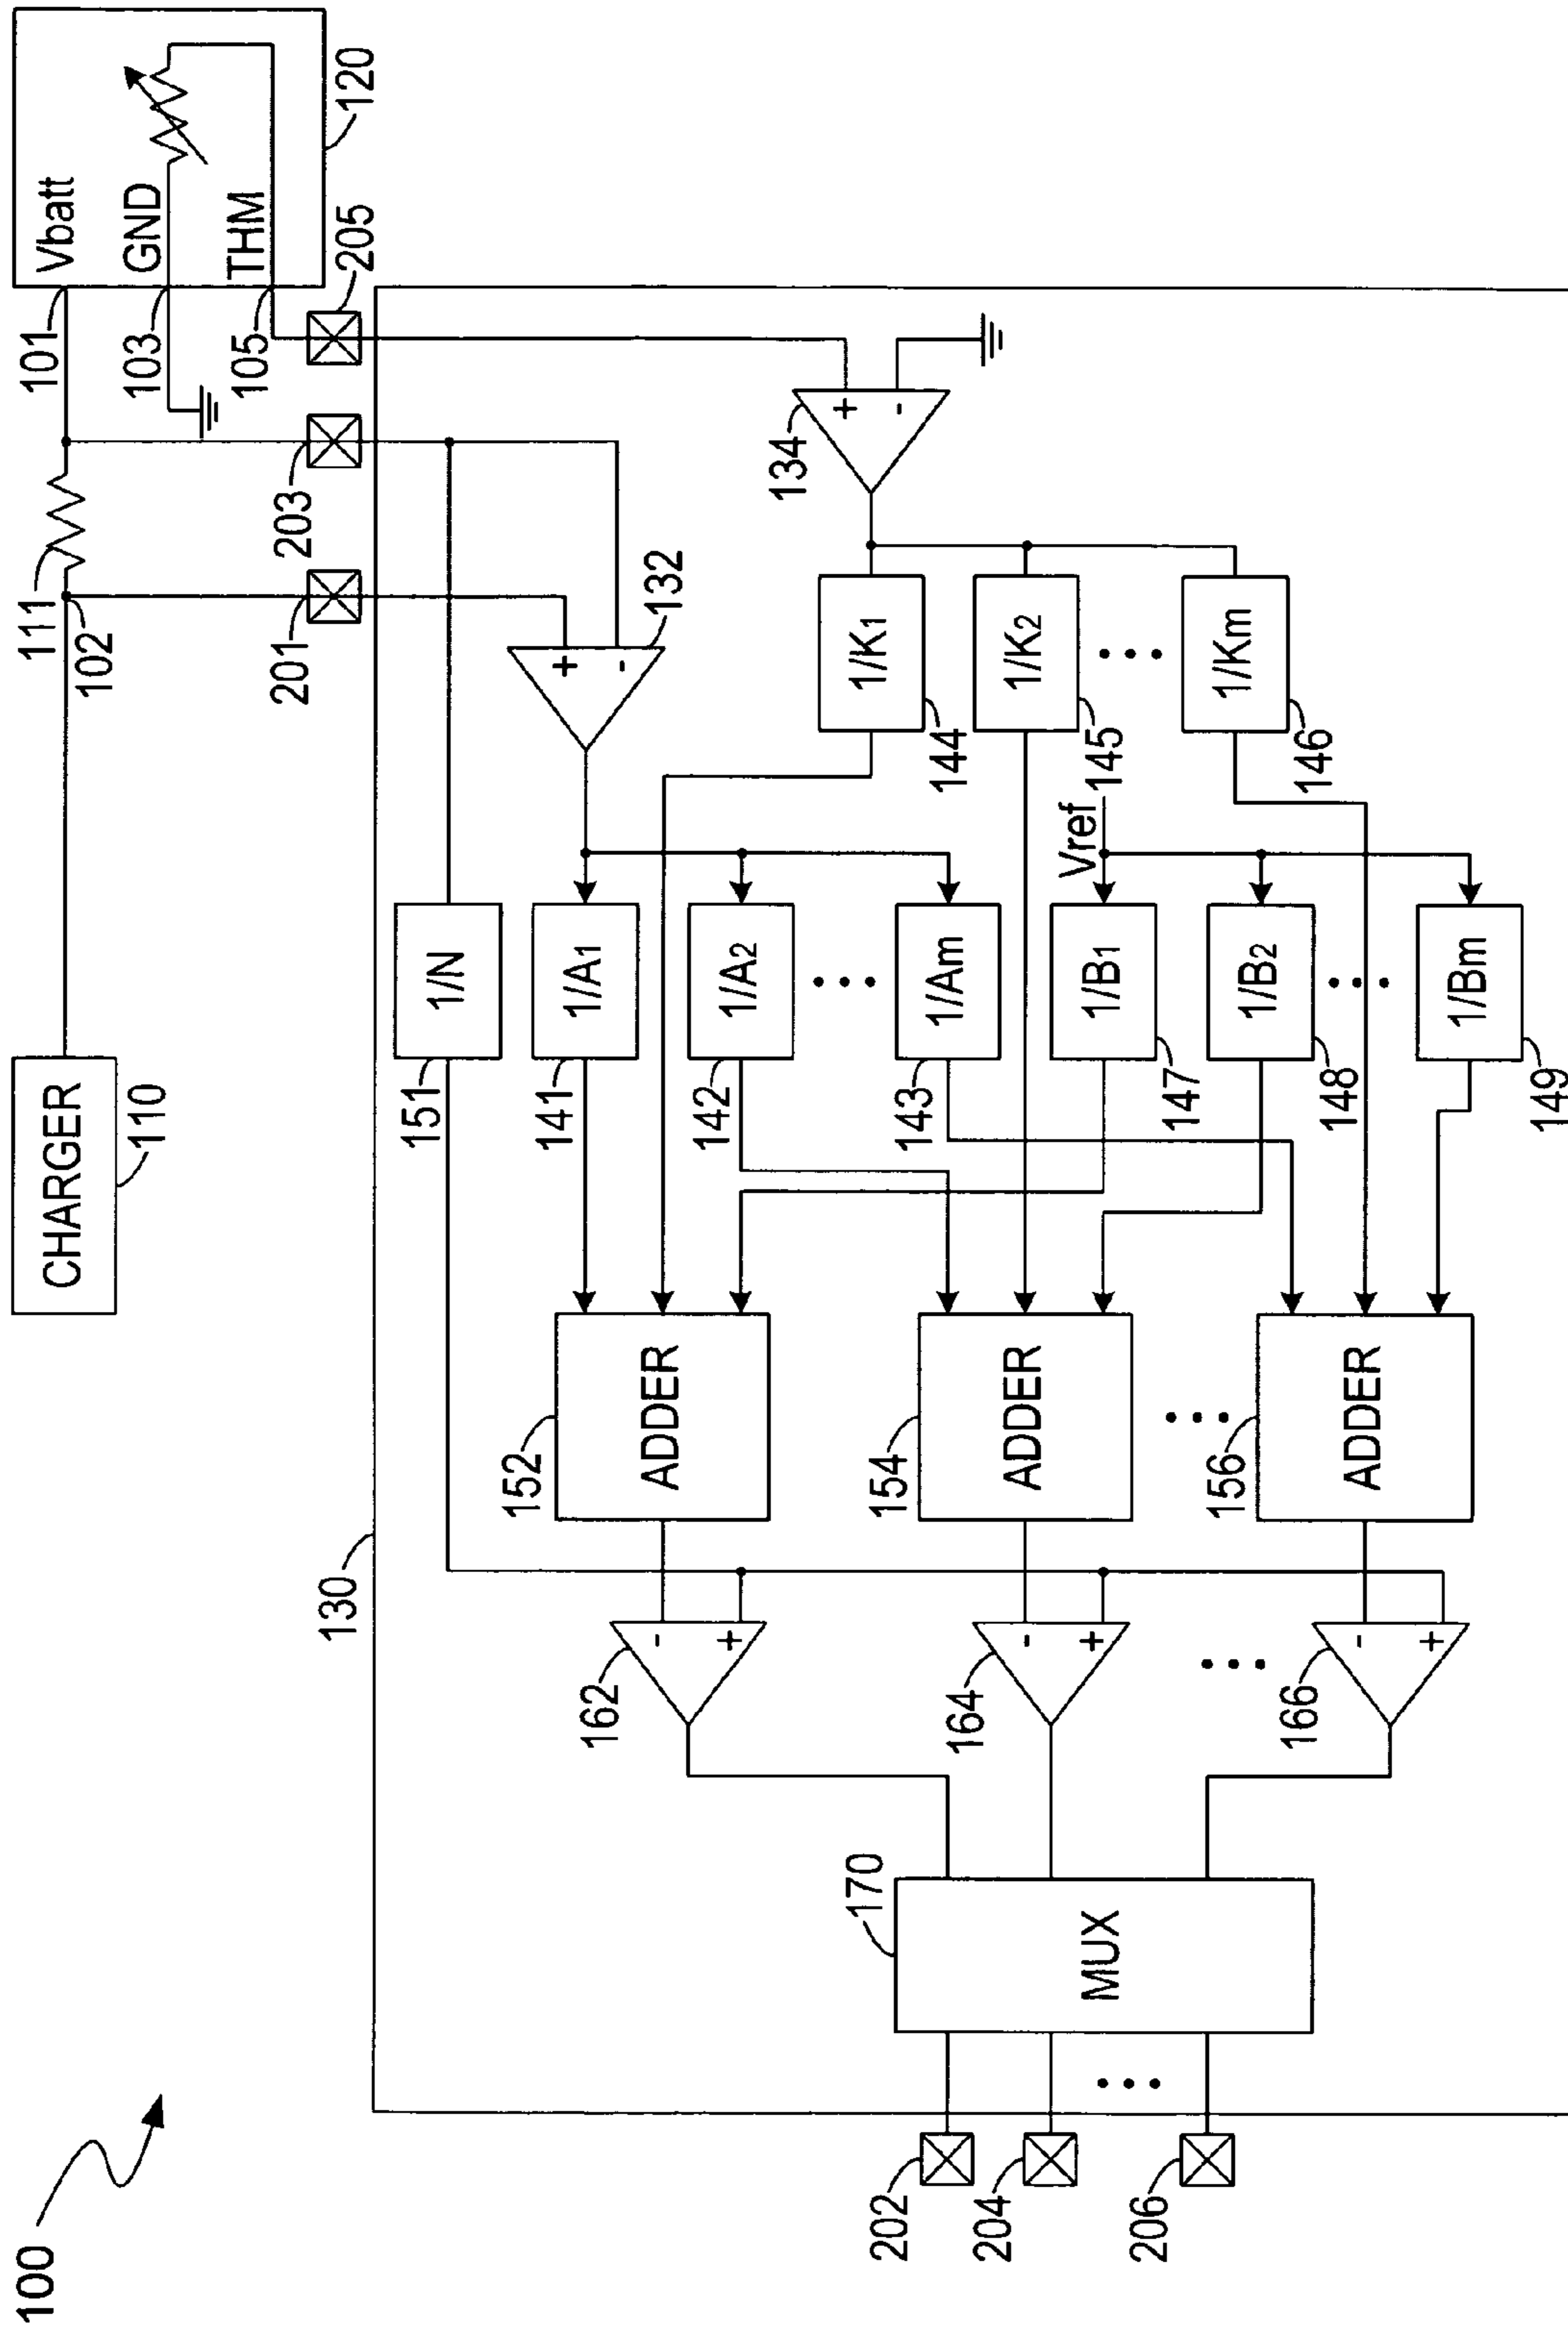 100
CHARGER
110
111
102
101
Vbatt
103
GND
105
THM
120
201
203
205
130
132
134
151
1/N
141
1/A1
142
1/A2
143
1/Am
144
1/K1
145
1/K2
146
1/Km
Vref
147
1/B1
148
1/B2
149
1/Bm
152
ADDER
154
ADDER
156
ADDER
162
164
166
+
-
+
-
-
+
-
+
-
+
170
MUX
202
204
206